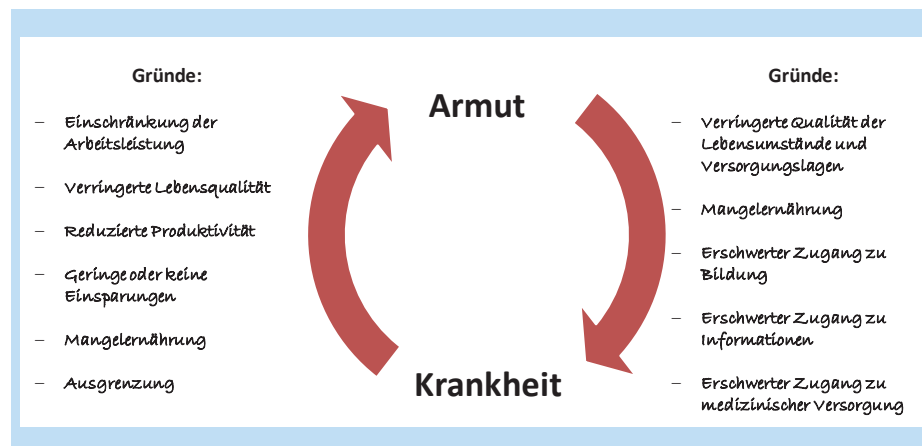 Gründe:
– Einschränkung der
Arbeitsleistung
– Verringerte Lebensqualität
– Reduzierte Produktivität
– Geringe oder keine
Einsparungen
– Mangelernährung
– Ausgrenzung
Armut
Krankheit
Gründe:
– Verringerte Qualität der
Lebensumstände und
Versorgungslagen
– Mangelernährung
– Erschwerter Zugang zu
Bildung
– Erschwerter Zugang zu
Informationen
– Erschwerter Zugang zu
medizinischer Versorgung